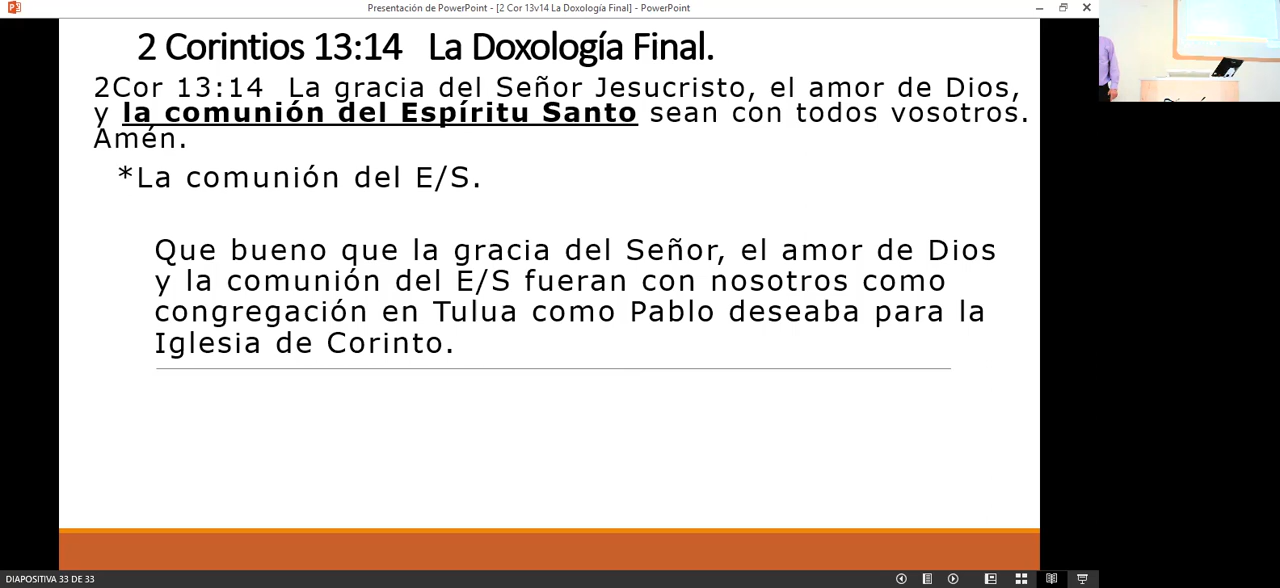 Presentación de PowerPoint - [2 Cor 13v14 La Doxología Final] - PowerPoint
2 Corintios 13:14 La Doxología Final.
2Cor 13:14 La gracia del Señor Jesucristo, el amor de Dios,
y la comunión del Espíritu Santo sean con todos vosotros.
Amén.
*La comunión del E/S.
Que bueno que la gracia del Señor, el amor de Dios
y la comunión del E/S fueran con nosotros como
congregación en Tulua como Pablo deseaba para la
Iglesia de Corinto.
DIAPOSITIVA 33 DE 33